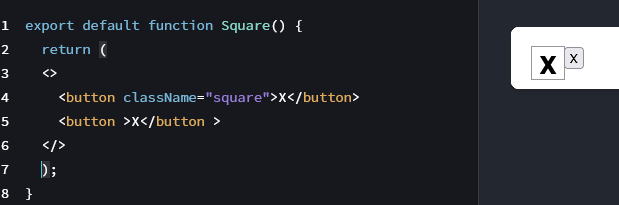 1 export default function Square() {
2   return (
3   <>
4     <button className="square">X</button>
5     <button >X</button >
6   </>
7   );
8 }
X X